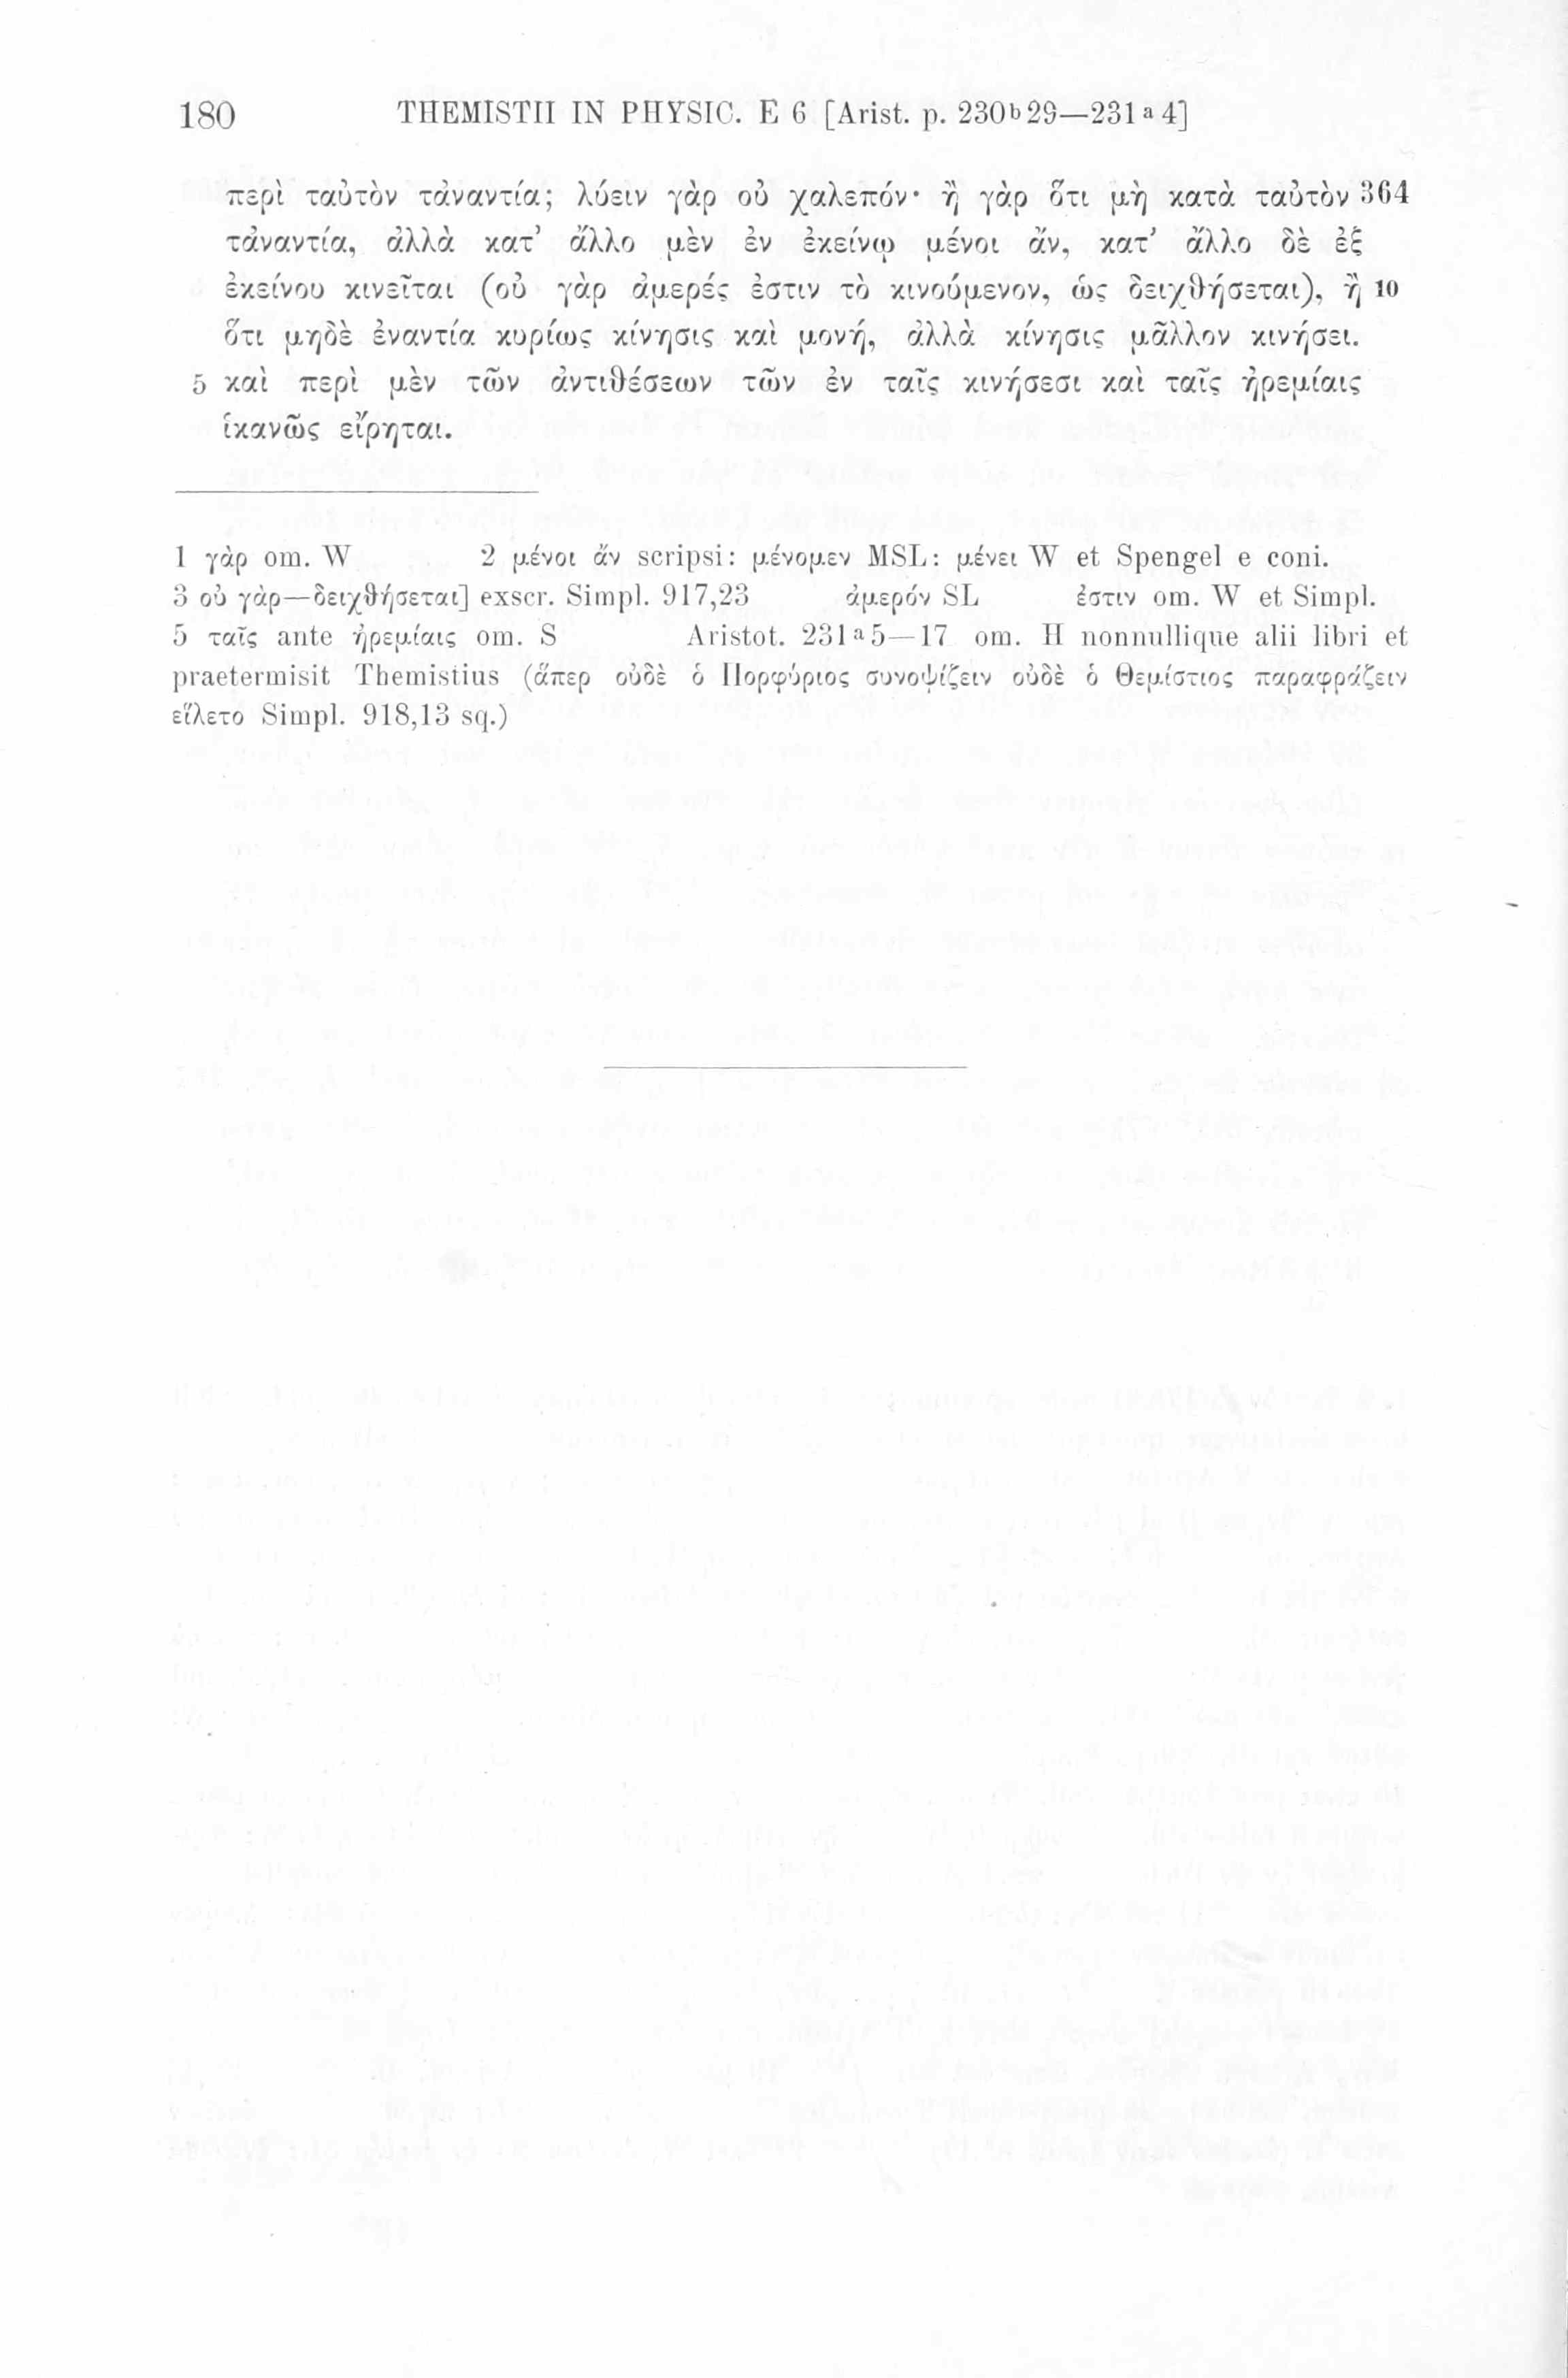 180 THEMISTII IN PHYSIC. E 6 [Arist. p. 230b29—231a4]
περὶ ταὐτὸν τἀναντία; λύειν γὰρ οὐ χαλεπόν· ἢ γὰρ ὅτι μὴ κατὰ ταὐτὸν 364
τἀναντία, ἀλλὰ κατ’ ἄλλο μὲν ἐν ἐκείνῳ μένοι ἄν, κατ’ ἄλλο δὲ ἐξ
ἐκείνου κινεῖται (οὐ γὰρ ἀμερές ἐστιν τὸ κινούμενον, ὡς δειχθήσεται), ἢ 10
ὅτι μηδὲ ἐναντία κυρίως κίνησις καὶ μονή, ἀλλὰ κίνησις μᾶλλον κινήσει.
5 καὶ περὶ μὲν τῶν ἀντιθέσεων τῶν ἐν ταῖς κινήσεσι καὶ ταῖς ἠρεμίαις
ἱκανῶς εἴρηται.
1 γὰρ om. W 2 μένοι ἄν scripsi: μένομεν MSL: μένει W et Spengel e coni.
3 οὐ γὰρ—δειχθήσεται] exscr. Simpl. 917,23 ἀμερόν SL ἐστιν om. W et Simpl.
5 ταῖς ante ἠρεμίαις om. S Aristot. 231a5—17 om. H nonnullique alii libri et
praetermisit Themistius (ἅπερ οὐδὲ ὁ Πορφύριος συνοψίζειν οὐδὲ ὁ Θεμίστιος παραφράζειν
εἵλετο Simpl. 918,13 sq.)